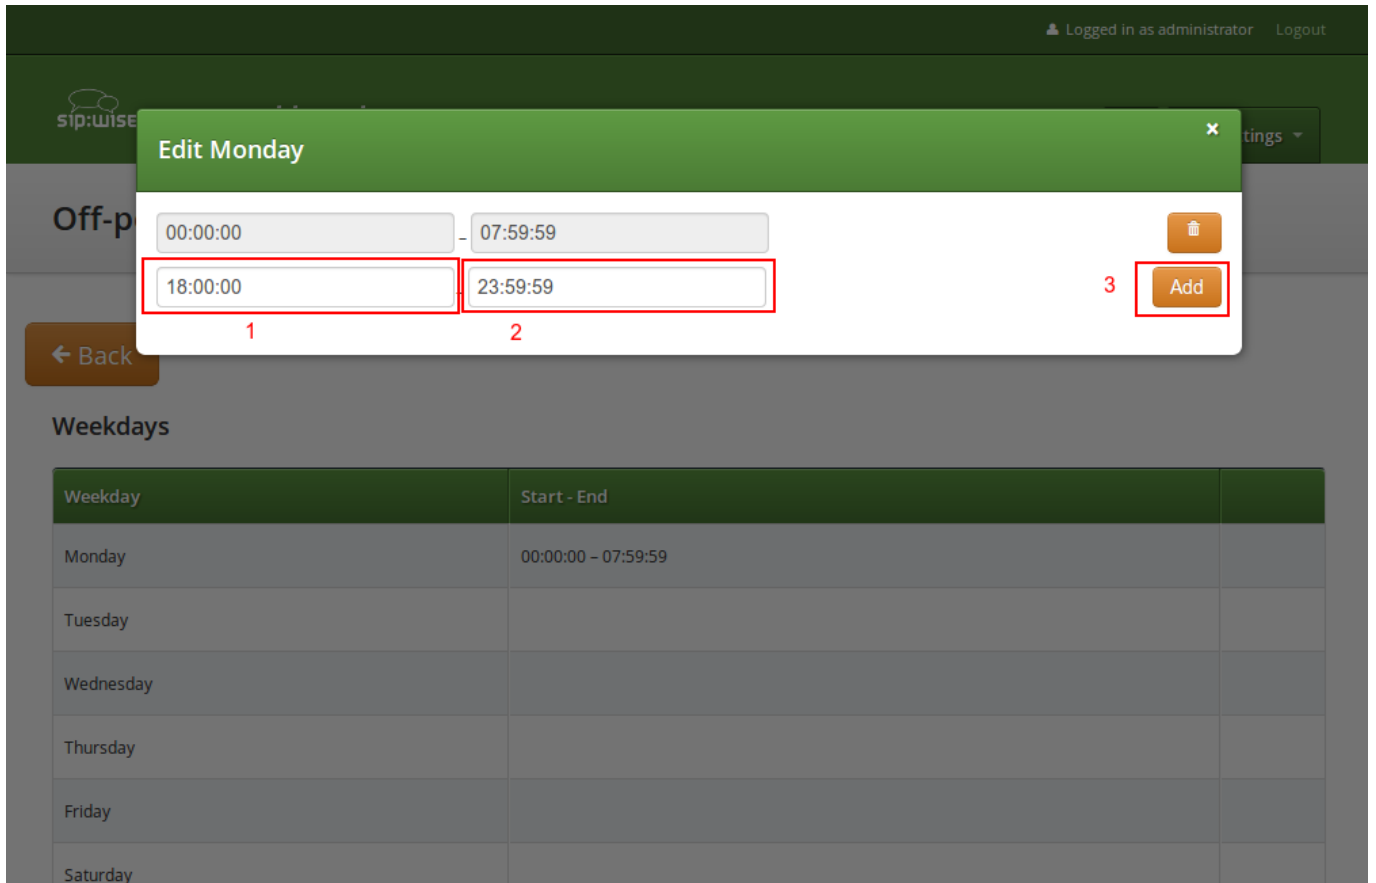 Logged in as administrator Logout
sip:wise
Edit Monday ×
tings
Off-p
00:00:00 – 07:59:59
18:00:00 - 23:59:59 3 Add
1 2
Back
Weekdays
Weekday Start - End
Monday 00:00:00 – 07:59:59
Tuesday
Wednesday
Thursday
Friday
Saturday